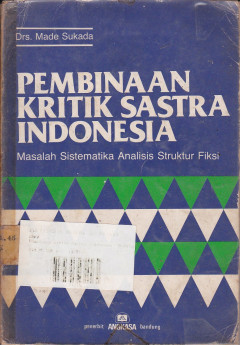 Drs. Made Sukada
PEMBINAAN
KRITIK SASTRA
INDONESIA
Masalah Sistematika Analisis Struktur Fiksi
penerbit ANGKASA bandung